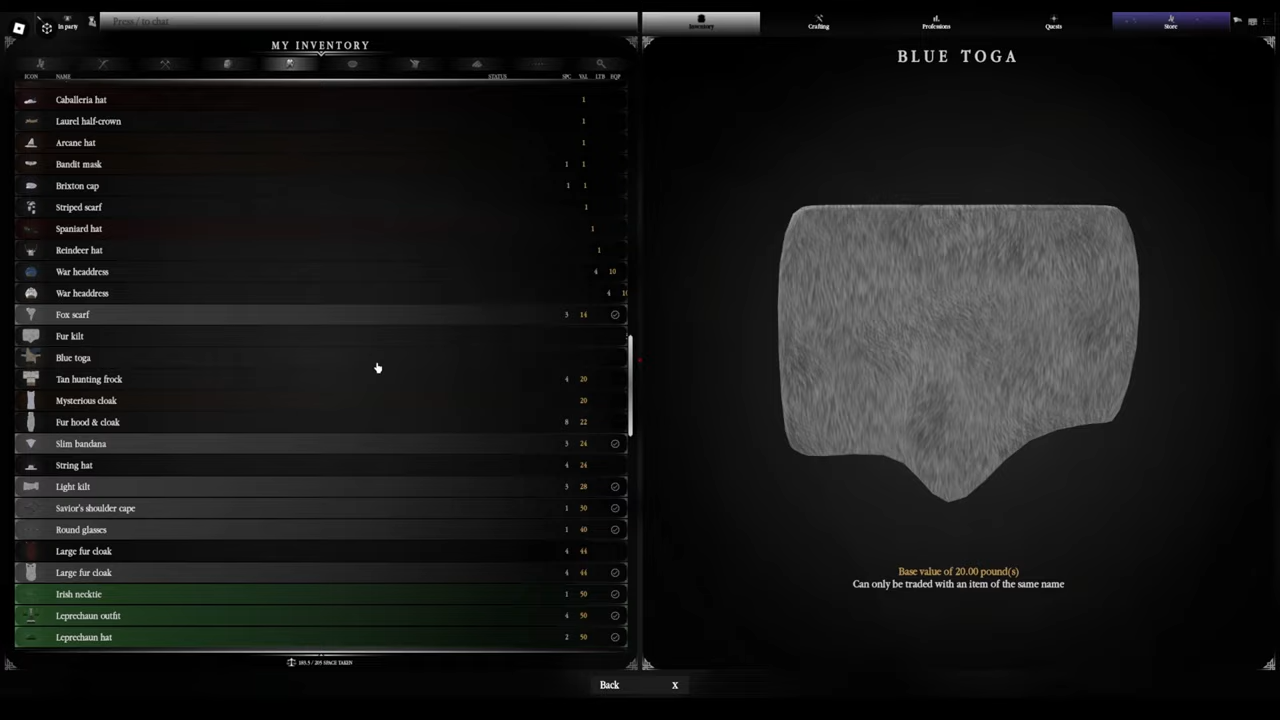 In party
Press / to chat
Inventory
Crafting
Professions
Quests
Store
MY INVENTORY
ICON NAME STATUS SPC VAL LTB EQP
Caballeria hat 1
Laurel half-crown 1
Arcane hat 1
Bandit mask 1 1
Brixton cap 1 1
Striped scarf 1
Spaniard hat 1
Reindeer hat 1
War headdress 4 10
War headdress 4
Fox scarf 3 14
Fur kilt
Blue toga
Tan hunting frock 4 20
Mysterious cloak 20
Fur hood & cloak 8 22
Slim bandana 3 24
String hat 4 24
Light kilt 3 28
Savior's shoulder cape 1 30
Round glasses 1 40
Large fur cloak 4 44
Large fur cloak 4 44
Irish necktie 1 50
Leprechaun outfit 4 50
Leprechaun hat 2 50
/ 205 SPACE TAKEN
BLUE TOGA
Base value of 20.00 pound(s)
Can only be traded with an item of the same name
Back X